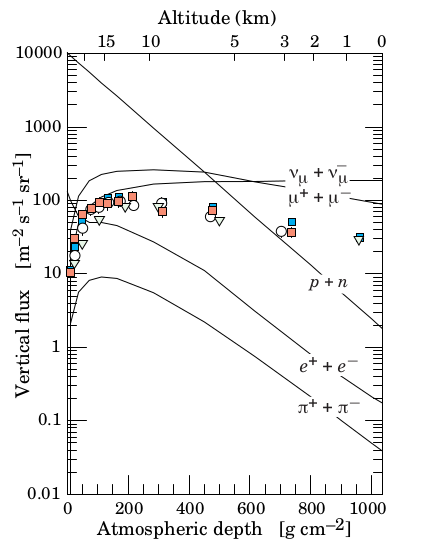 Altitude (km)
15 10 5 3 2 1 0
10000
1000
100
10
1
0.1
0.01
Vertical flux [m⁻² s⁻¹ sr⁻¹]
νμ + ν̄μ
μ⁺ + μ⁻
p + n
e⁺ + e⁻
π⁺ + π⁻
0 200 400 600 800 1000
Atmospheric depth [g cm⁻²]